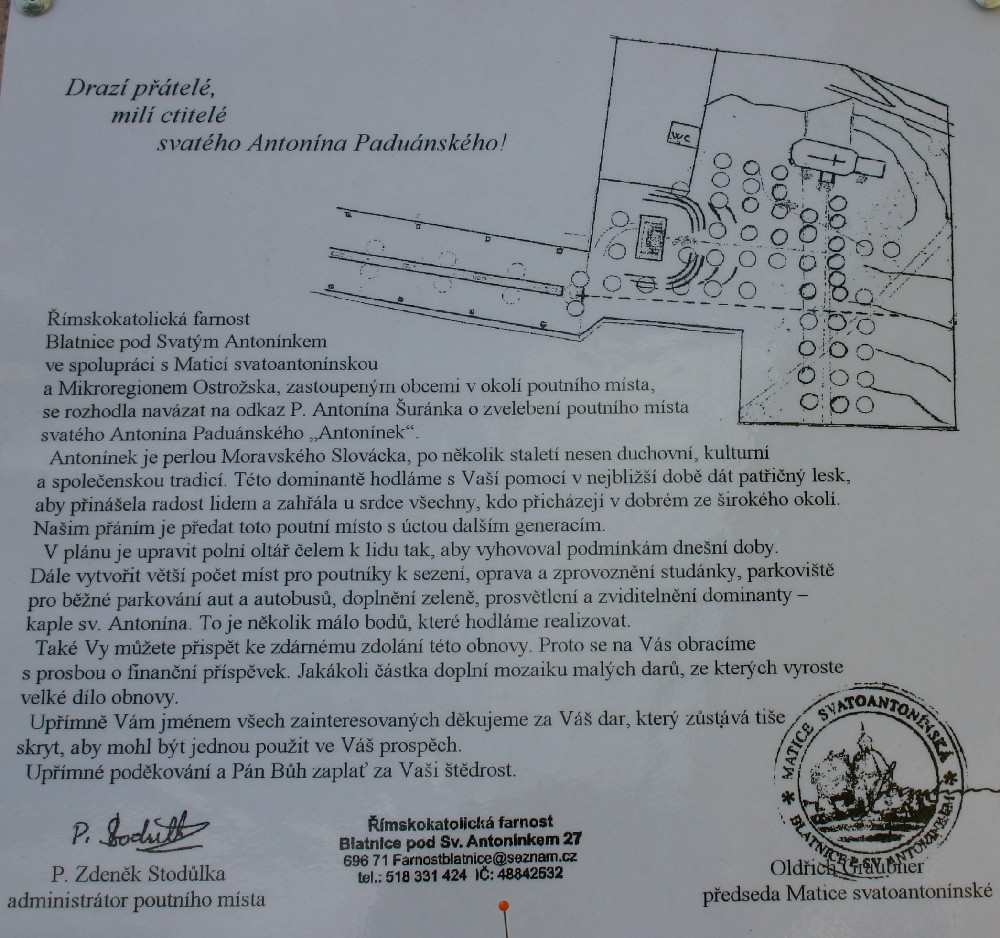 Drazí přátelé,
milí ctitelé
svatého Antonína Paduánského!
WC
Římskokatolická farnost
Blatnice pod Svatým Antonínkem
ve spolupráci s Maticí svatoantonínskou
a Mikroregionem Ostrožska, zastoupeným obcemi v okolí poutního místa,
se rozhodla navázat na odkaz P. Antonína Šuránka o zvelebení poutního místa
svatého Antonína Paduánského „Antonínek“.
Antonínek je perlou Moravského Slovácka, po několik staletí nesen duchovní, kulturní
a společenskou tradicí. Této dominantě hodláme s Vaší pomocí v nejbližší době dát patřičný lesk,
aby přinášela radost lidem a zahřála u srdce všechny, kdo přicházejí v dobrém ze širokého okolí.
Našim přáním je předat toto poutní místo s úctou dalším generacím.
V plánu je upravit polní oltář čelem k lidu tak, aby vyhovoval podmínkám dnešní doby.
Dále vytvořit větší počet míst pro poutníky k sezení, oprava a zprovoznění studánky, parkoviště
pro běžné parkování aut a autobusů, doplnění zeleně, prosvětlení a zviditelnění dominanty –
kaple sv. Antonína. To je několik málo bodů, které hodláme realizovat.
Také Vy můžete přispět ke zdárnému zdolání této obnovy. Proto se na Vás obracíme
s prosbou o finanční příspěvek. Jakákoli částka doplní mozaiku malých darů, ze kterých vyroste
velké dílo obnovy.
Upřímně Vám jménem všech zainteresovaných děkujeme za Váš dar, který zůstává tiše
skryt, aby mohl být jednou použit ve Váš prospěch.
Upřímné poděkování a Pán Bůh zaplať za Vaši štědrost.
P. Stodůlka
P. Zdeněk Stodůlka
administrátor poutního místa
Římskokatolická farnost
Blatnice pod Sv. Antonínkem 27
696 71 Farnostblatnice@seznam.cz
tel.: 518 331 424 IČ: 48842532
* MATICE SVATOANTONÍNSKÁ *
BLATNICE P. SV. ANTONÍNKEM
Oldřich Graubner
předseda Matice svatoantonínské